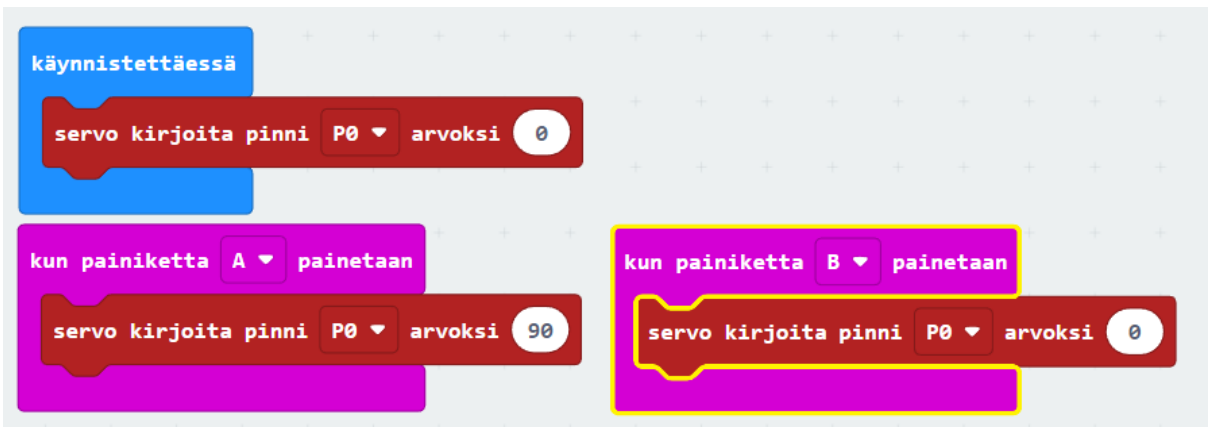 käynnistettäessä
servo kirjoita pinni P0 arvoksi 0
kun painiketta A painetaan
servo kirjoita pinni P0 arvoksi 90
kun painiketta B painetaan
servo kirjoita pinni P0 arvoksi 0